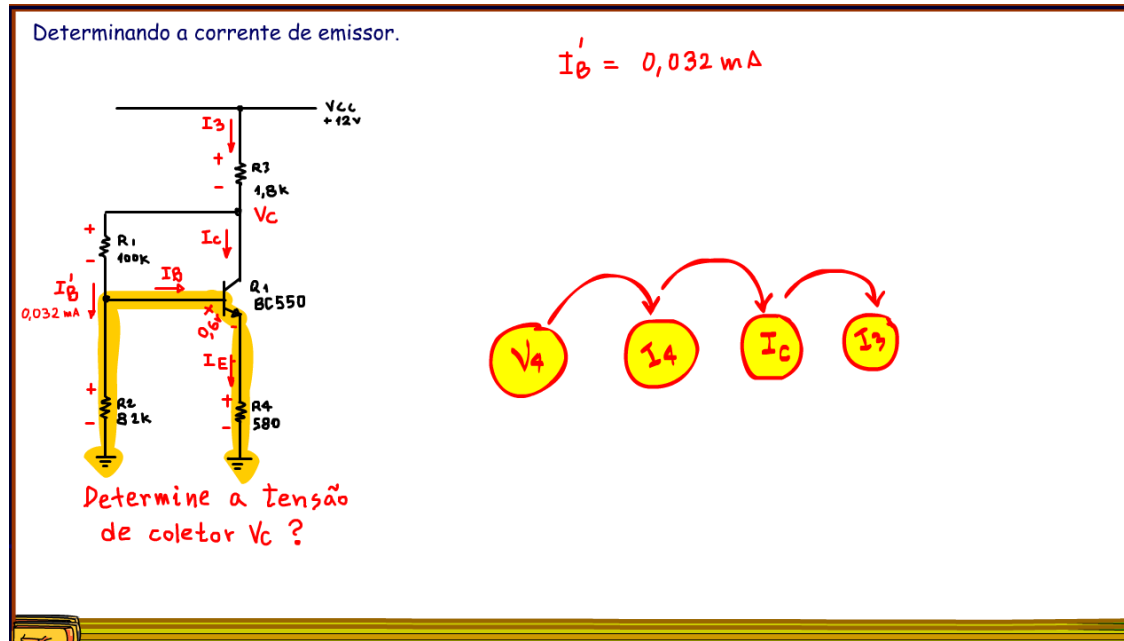 Determinando a corrente de emissor.
I'B = 0,032 mA
VCC
+12V
I3
+
R3
-
1,8K
VC
+
R1
IC
-
100K
I'B
IB
Q1
BC550
0,032 mA
+
0,6V
-
IE
+
R2
+
R4
-
82K
-
580
V4
I4
IC
I3
Determine a tensão
de coletor VC ?